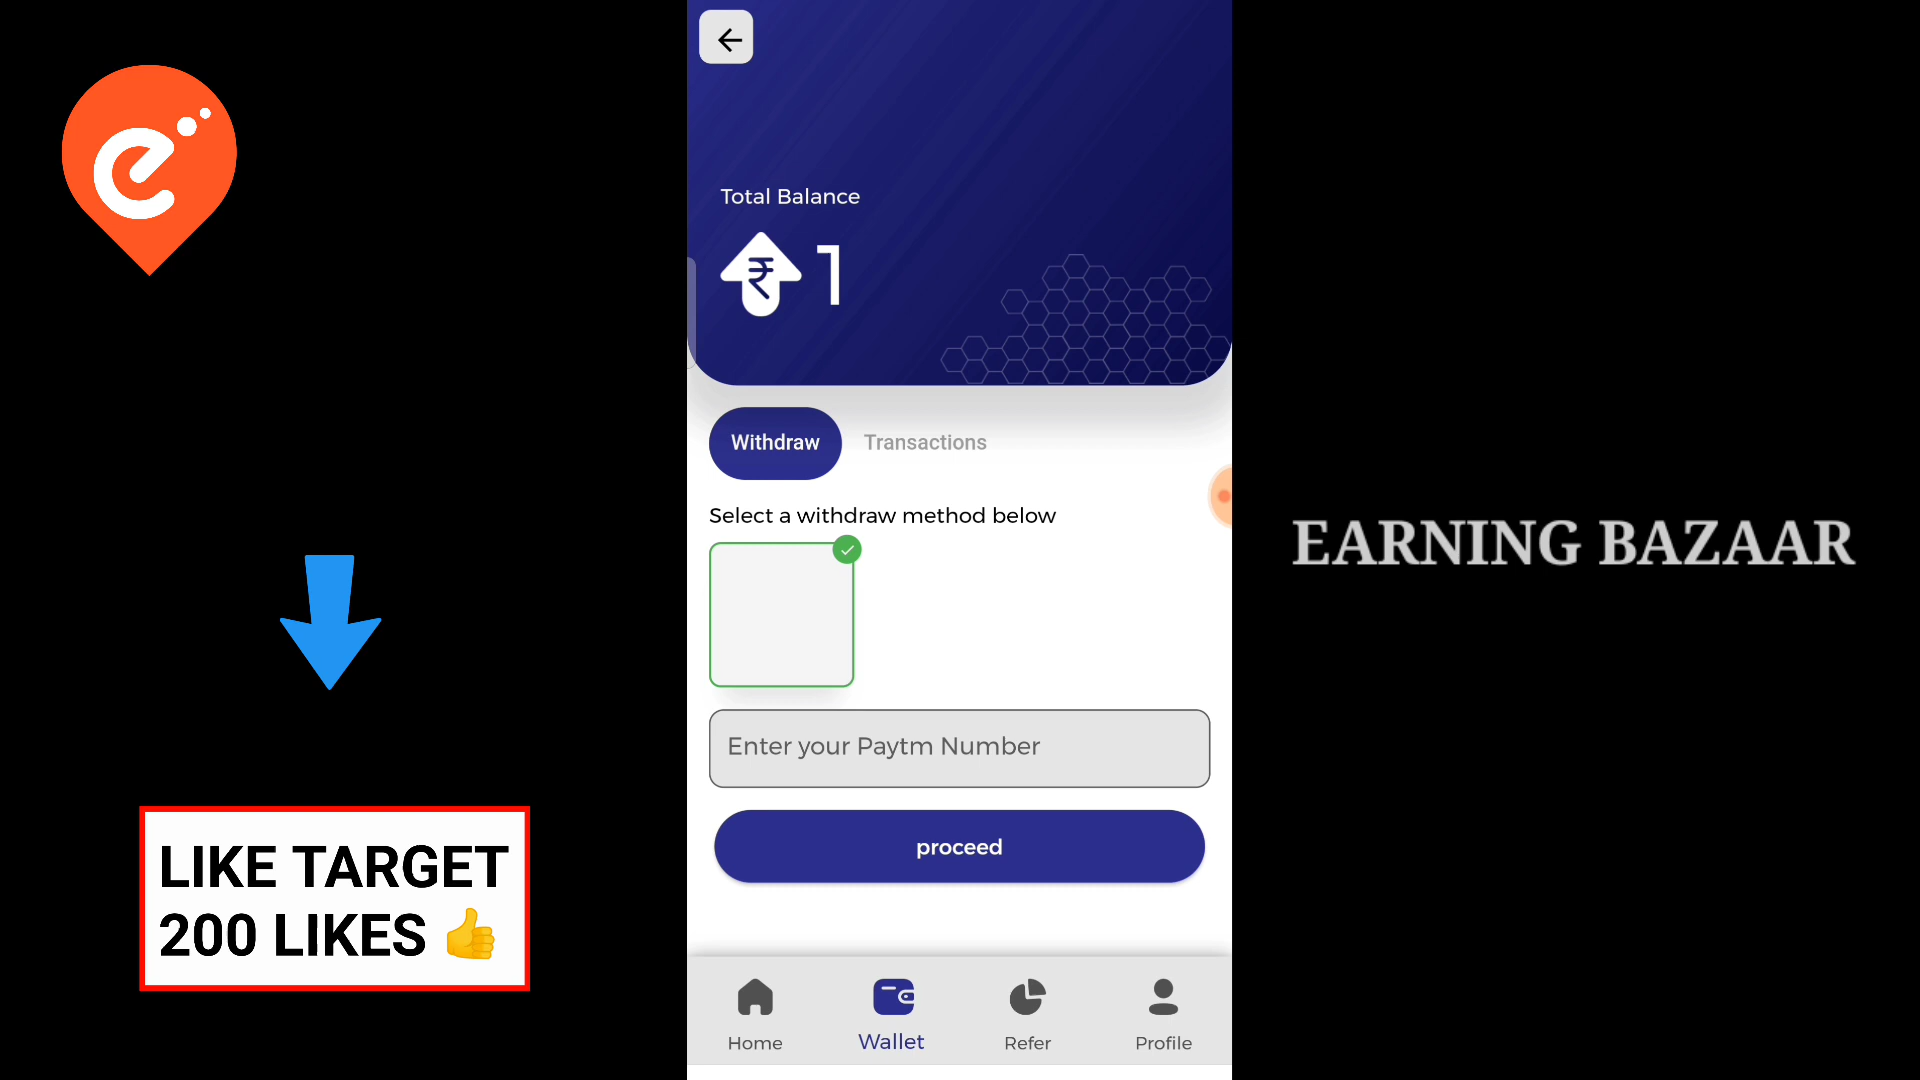 Total Balance
₹ 1
Withdraw
Transactions
Select a withdraw method below
Enter your Paytm Number
proceed
Home
Wallet
Refer
Profile
e
LIKE TARGET
200 LIKES 👍
EARNING BAZAAR